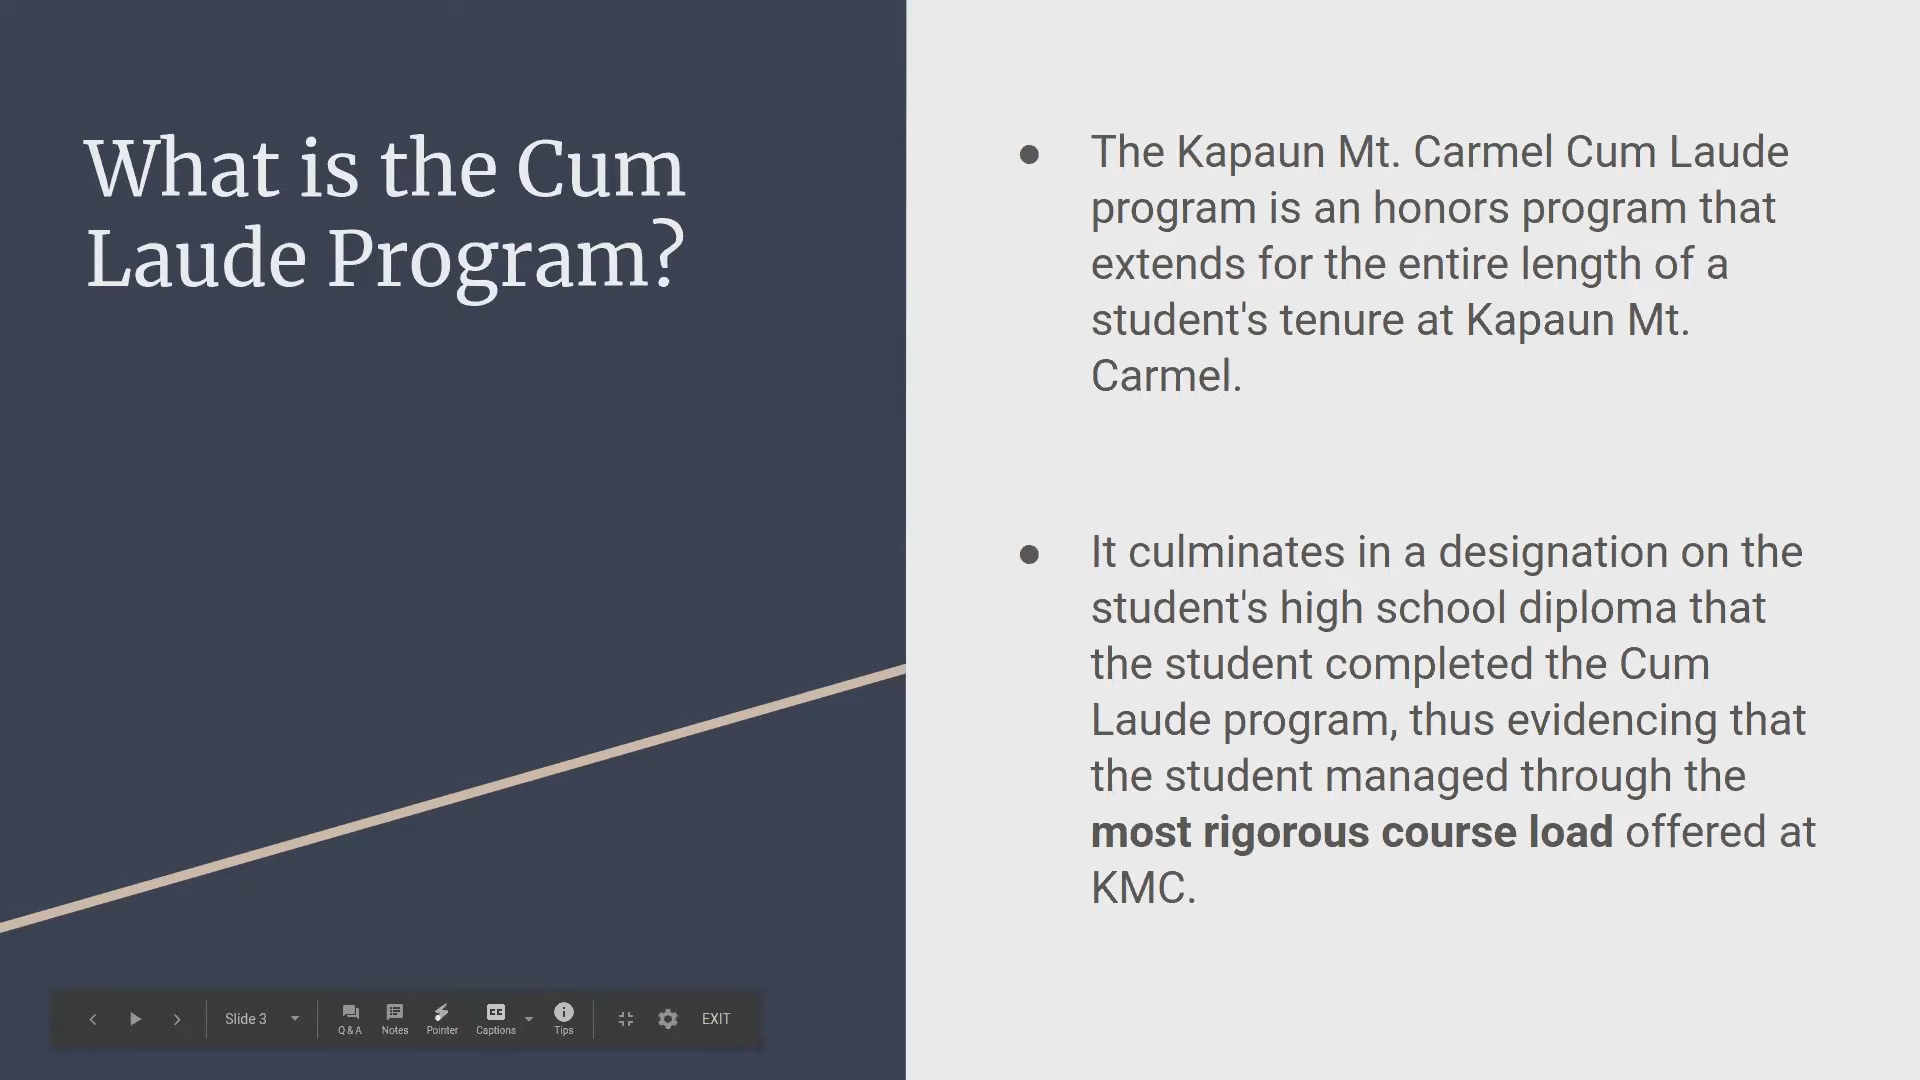 What is the Cum
Laude Program?
● The Kapaun Mt. Carmel Cum Laude
program is an honors program that
extends for the entire length of a
student's tenure at Kapaun Mt.
Carmel.
● It culminates in a designation on the
student's high school diploma that
the student completed the Cum
Laude program, thus evidencing that
the student managed through the
most rigorous course load offered at
KMC.
Slide 3
Q & A
Notes
Pointer
Captions
Tips
EXIT